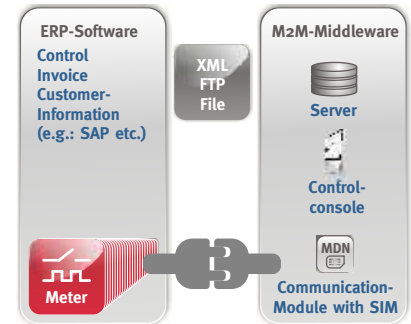 ERP-Software
Control
Invoice
Customer-
Information
(e.g.: SAP etc.)
Meter
XML
FTP
File
M2M-Middleware
Server
Control-
console
MDN
Communication-
Module with SIM